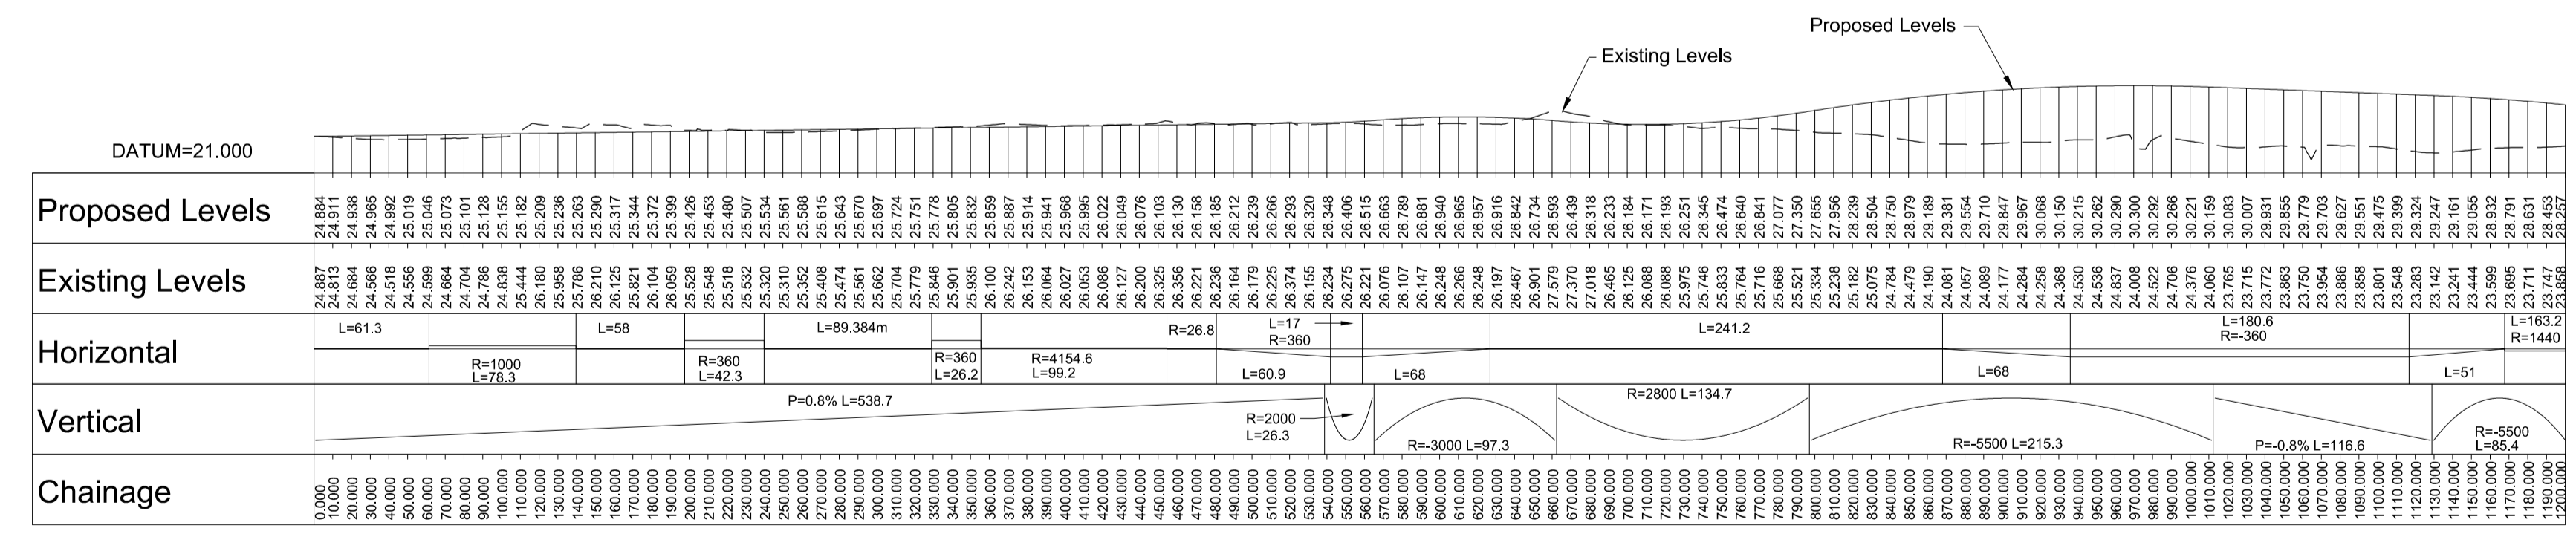 Proposed Levels
Existing Levels
DATUM=21.000
Proposed Levels 24.884 24.911 24.938 24.965 24.992 25.019 25.046 25.073 25.101 25.128 25.155 25.182 25.209 25.236 25.263 25.290 25.317 25.344 25.372 25.399 25.426 25.453 25.480 25.507 25.534 25.561 25.588 25.615 25.643 25.670 25.697 25.724 25.751 25.778 25.805 25.832 25.859 25.887 25.914 25.941 25.968 25.995 26.022 26.049 26.076 26.103 26.130 26.158 26.185 26.212 26.239 26.266 26.293 26.320 26.348 26.406 26.515 26.663 26.789 26.881 26.940 26.965 26.957 26.916 26.842 26.734 26.593 26.439 26.318 26.233 26.184 26.171 26.193 26.251 26.345 26.474 26.640 26.841 27.077 27.350 27.655 27.956 28.239 28.504 28.750 28.979 29.189 29.381 29.554 29.710 29.847 29.967 30.068 30.150 30.215 30.262 30.290 30.300 30.292 30.266 30.221 30.159 30.083 30.007 29.931 29.855 29.779 29.703 29.627 29.551 29.475 29.399 29.324 29.247 29.161 29.055 28.932 28.791 28.631 28.453 28.257
Existing Levels 24.887 24.813 24.684 24.566 24.518 24.556 24.599 24.664 24.704 24.786 24.838 25.444 26.180 25.958 25.786 26.210 26.125 25.821 26.104 26.059 25.528 25.548 25.518 25.532 25.320 25.310 25.352 25.408 25.474 25.561 25.662 25.704 25.779 25.846 25.901 25.935 26.100 26.242 26.153 26.064 26.027 26.053 26.086 26.127 26.200 26.325 26.356 26.221 26.236 26.164 26.179 26.225 26.374 26.155 26.234 26.275 26.221 26.076 26.107 26.147 26.248 26.266 26.248 26.197 26.467 26.901 27.579 27.370 27.018 26.465 26.125 26.088 26.088 25.975 25.746 25.833 25.764 25.716 25.668 25.521 25.334 25.238 25.182 25.075 24.784 24.479 24.190 24.081 24.057 24.089 24.177 24.284 24.258 24.368 24.530 24.536 24.837 24.008 24.522 24.706 24.376 24.060 23.765 23.715 23.772 23.863 23.750 23.954 23.886 23.858 23.801 23.548 23.283 23.142 23.241 23.444 23.599 23.695 23.711 23.747 23.858
Horizontal
L=61.3
R=1000
L=78.3
L=58
R=360
L=42.3
L=89.384m
R=360
L=26.2
R=4154.6
L=99.2
R=26.8
L=60.9
L=17
R=360
L=68
L=241.2
L=68
L=180.6
R=-360
L=51
L=163.2
R=1440
Vertical
P=0.8% L=538.7
R=2000
L=26.3
R=-3000 L=97.3
R=2800 L=134.7
R=-5500 L=215.3
P=-0.8% L=116.6
R=-5500
L=85.4
Chainage 0.000 10.000 20.000 30.000 40.000 50.000 60.000 70.000 80.000 90.000 100.000 110.000 120.000 130.000 140.000 150.000 160.000 170.000 180.000 190.000 200.000 210.000 220.000 230.000 240.000 250.000 260.000 270.000 280.000 290.000 300.000 310.000 320.000 330.000 340.000 350.000 360.000 370.000 380.000 390.000 400.000 410.000 420.000 430.000 440.000 450.000 460.000 470.000 480.000 490.000 500.000 510.000 520.000 530.000 540.000 550.000 560.000 570.000 580.000 590.000 600.000 610.000 620.000 630.000 640.000 650.000 660.000 670.000 680.000 690.000 700.000 710.000 720.000 730.000 740.000 750.000 760.000 770.000 780.000 790.000 800.000 810.000 820.000 830.000 840.000 850.000 860.000 870.000 880.000 890.000 900.000 910.000 920.000 930.000 940.000 950.000 960.000 970.000 980.000 990.000 1000.000 1010.000 1020.000 1030.000 1040.000 1050.000 1060.000 1070.000 1080.000 1090.000 1100.000 1110.000 1120.000 1130.000 1140.000 1150.000 1160.000 1170.000 1180.000 1190.000 1200.000